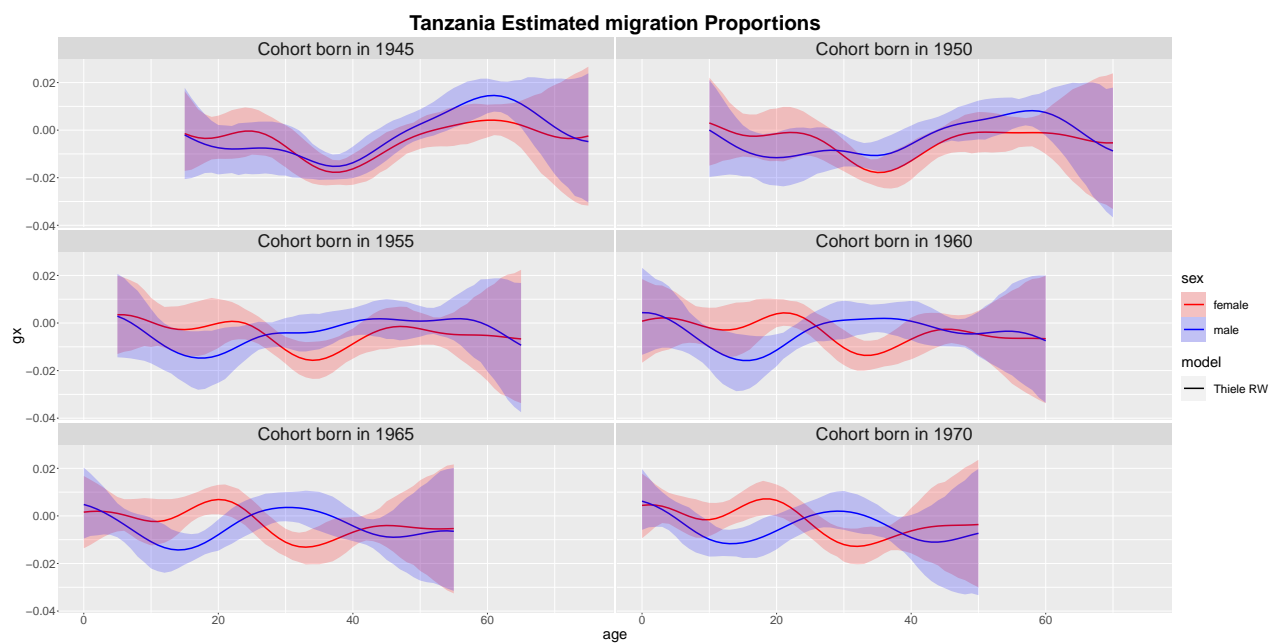 Tanzania Estimated migration Proportions
Cohort born in 1945
Cohort born in 1950
0.02
0.00
−0.02
−0.04
Cohort born in 1955
Cohort born in 1960
0.02
0.00
−0.02
−0.04
Cohort born in 1965
Cohort born in 1970
0.02
0.00
−0.02
−0.04
0
20
40
60
0
20
40
60
age
gx
sex
female
male
model
Thiele RW